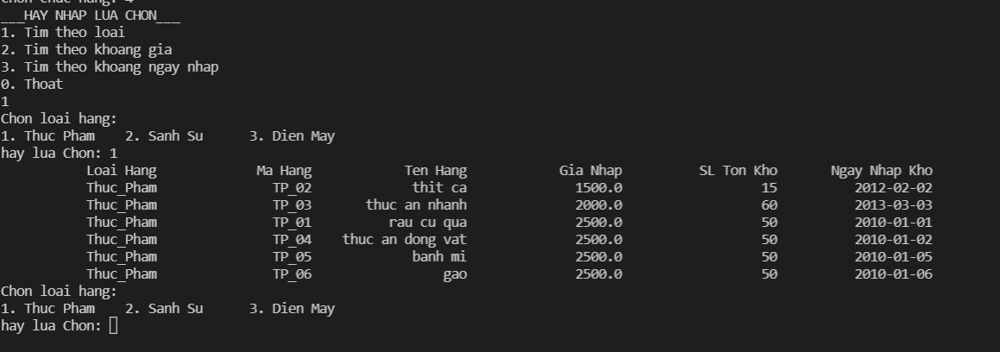 Chon chuc nang: 4
___HAY NHAP LUA CHON___
1. Tim theo loai
2. Tim theo khoang gia
3. Tim theo khoang ngay nhap
0. Thoat
1
Chon loai hang:
1. Thuc Pham 2. Sanh Su 3. Dien May
hay lua Chon: 1
Loai Hang Ma Hang Ten Hang Gia Nhap SL Ton Kho Ngay Nhap Kho
Thuc_Pham TP_02 thit ca 1500.0 15 2012-02-02
Thuc_Pham TP_03 thuc an nhanh 2000.0 60 2013-03-03
Thuc_Pham TP_01 rau cu qua 2500.0 50 2010-01-01
Thuc_Pham TP_04 thuc an dong vat 2500.0 50 2010-01-02
Thuc_Pham TP_05 banh mi 2500.0 50 2010-01-05
Thuc_Pham TP_06 gao 2500.0 50 2010-01-06
Chon loai hang:
1. Thuc Pham 2. Sanh Su 3. Dien May
hay lua Chon: